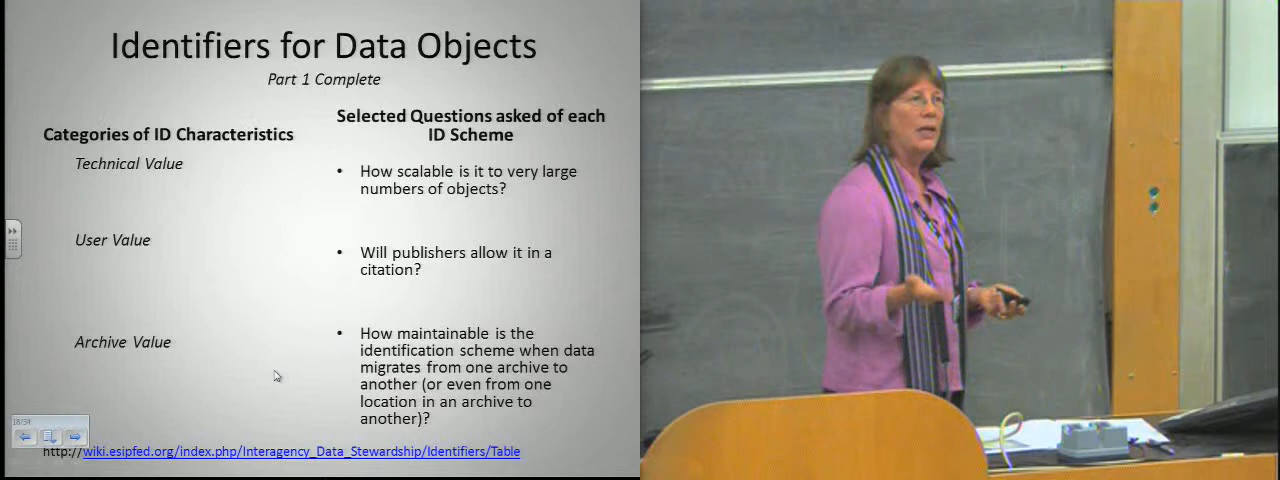 Identifiers for Data Objects
Part 1 Complete
Categories of ID Characteristics
Technical Value
User Value
Archive Value
Selected Questions asked of each
ID Scheme
• How scalable is it to very large
numbers of objects?
• Will publishers allow it in a
citation?
• How maintainable is the
identification scheme when data
migrates from one archive to
another (or even from one
location in an archive to
another)?
18/34
http://wiki.esipfed.org/index.php/Interagency_Data_Stewardship/Identifiers/Table